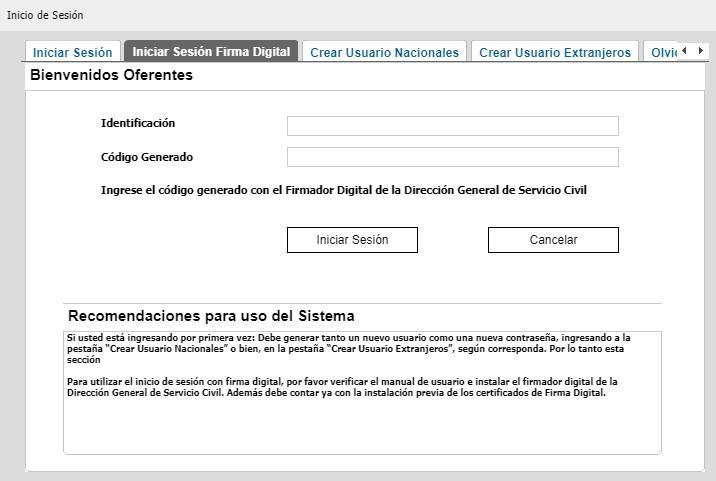 Inicio de Sesión
Iniciar Sesión
Iniciar Sesión Firma Digital
Crear Usuario Nacionales
Crear Usuario Extranjeros
Bienvenidos Oferentes
Identificación
Código Generado
Ingrese el código generado con el Firmador Digital de la Dirección General de Servicio Civil
Iniciar Sesión
Cancelar
Recomendaciones para uso del Sistema
Si usted está ingresando por primera vez: Debe generar tanto un nuevo usuario como una nueva contraseña, ingresando a la
pestaña “Crear Usuario Nacionales” o bien, en la pestaña “Crear Usuario Extranjeros”, según corresponda. Por lo tanto esta
sección
Para utilizar el inicio de sesión con firma digital, por favor verificar el manual de usuario e instalar el firmador digital de la
Dirección General de Servicio Civil. Además debe contar ya con la instalación previa de los certificados de Firma Digital.